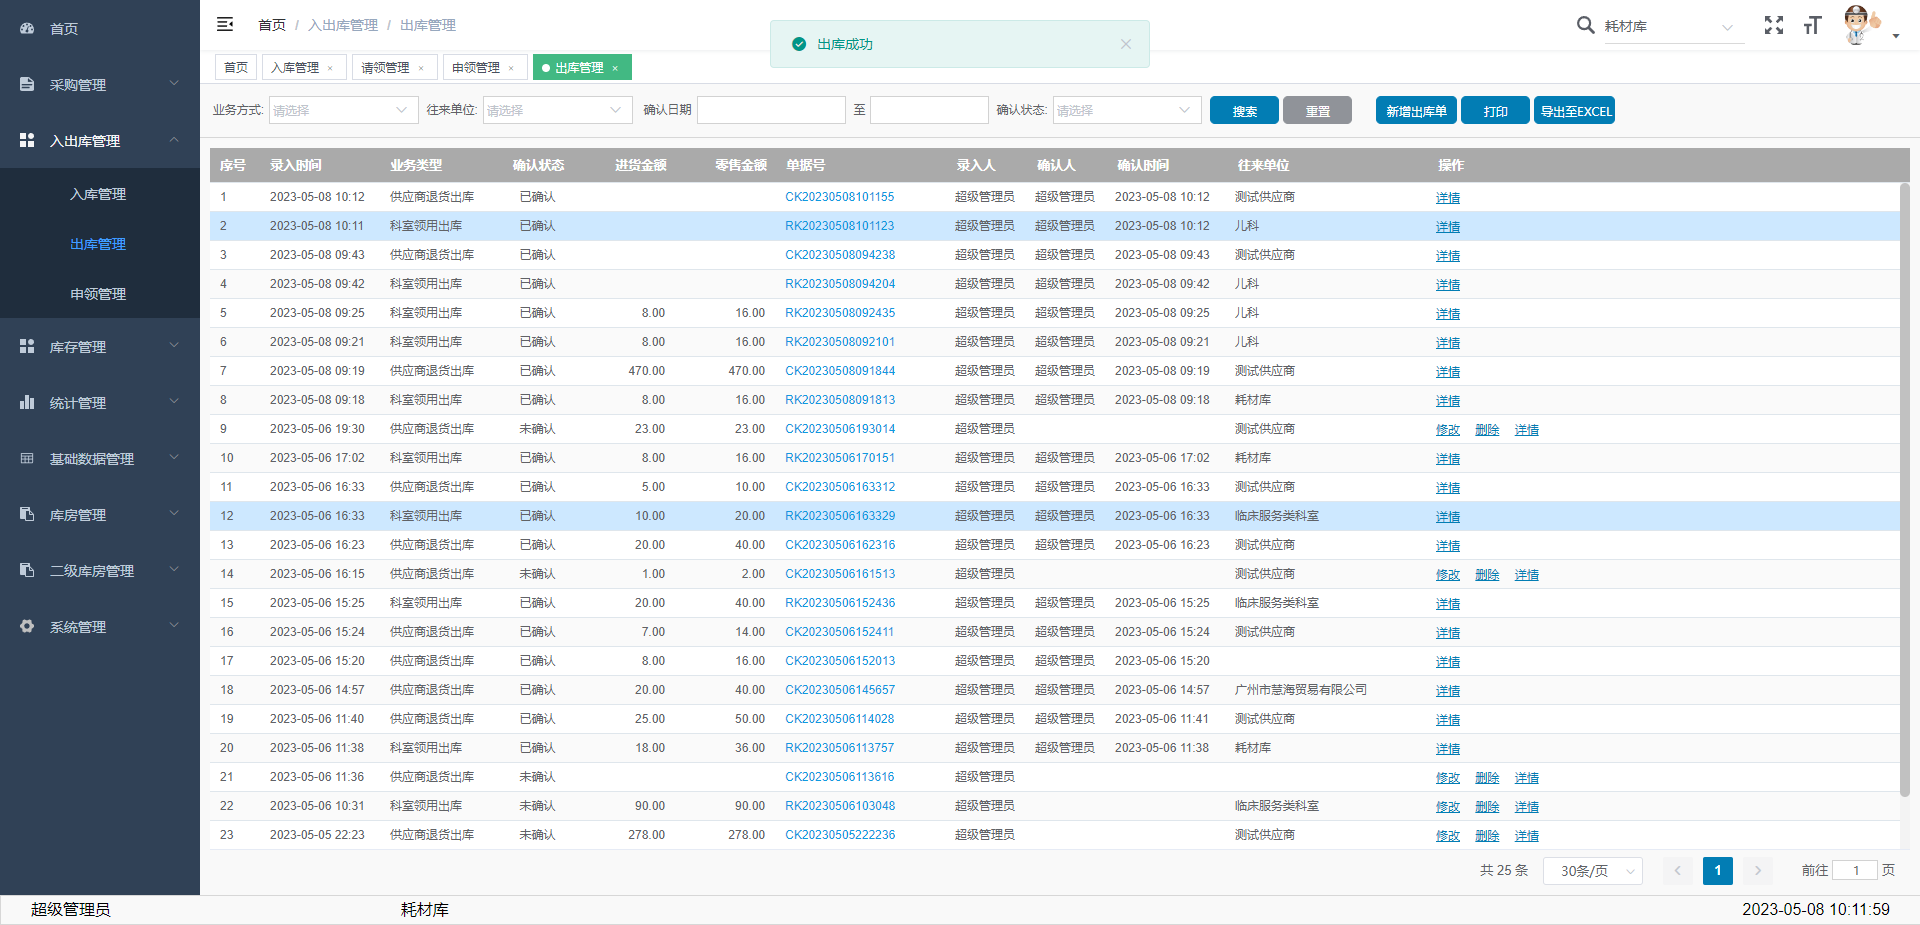 首页
采购管理
入出库管理
入库管理
出库管理
申领管理
库存管理
统计管理
基础数据管理
库房管理
二级库房管理
系统管理
首页 / 入出库管理 / 出库管理
出库成功
耗材库
首页 入库管理 × 请领管理 × 申领管理 × 出库管理 ×
业务方式: 请选择 往来单位: 请选择 确认日期 至 确认状态: 请选择 搜索 重置 新增出库单 打印 导出至EXCEL
序号 录入时间 业务类型 确认状态 进货金额 零售金额 单据号 录入人 确认人 确认时间 往来单位 操作
1 2023-05-08 10:12 供应商退货出库 已确认 CK20230508101155 超级管理员 超级管理员 2023-05-08 10:12 测试供应商 详情
2 2023-05-08 10:11 科室领用出库 已确认 RK20230508101123 超级管理员 超级管理员 2023-05-08 10:12 儿科 详情
3 2023-05-08 09:43 供应商退货出库 已确认 CK20230508094238 超级管理员 超级管理员 2023-05-08 09:43 测试供应商 详情
4 2023-05-08 09:42 科室领用出库 已确认 RK20230508094204 超级管理员 超级管理员 2023-05-08 09:42 儿科 详情
5 2023-05-08 09:25 科室领用出库 已确认 8.00 16.00 RK20230508092435 超级管理员 超级管理员 2023-05-08 09:25 儿科 详情
6 2023-05-08 09:21 科室领用出库 已确认 8.00 16.00 RK20230508092101 超级管理员 超级管理员 2023-05-08 09:21 儿科 详情
7 2023-05-08 09:19 供应商退货出库 已确认 470.00 470.00 CK20230508091844 超级管理员 超级管理员 2023-05-08 09:19 测试供应商 详情
8 2023-05-08 09:18 科室领用出库 已确认 8.00 16.00 RK20230508091813 超级管理员 超级管理员 2023-05-08 09:18 耗材库 详情
9 2023-05-06 19:30 供应商退货出库 未确认 23.00 23.00 CK20230506193014 超级管理员 测试供应商 修改 删除 详情
10 2023-05-06 17:02 科室领用出库 已确认 8.00 16.00 RK20230506170151 超级管理员 超级管理员 2023-05-06 17:02 耗材库 详情
11 2023-05-06 16:33 供应商退货出库 已确认 5.00 10.00 CK20230506163312 超级管理员 超级管理员 2023-05-06 16:33 测试供应商 详情
12 2023-05-06 16:33 科室领用出库 已确认 10.00 20.00 RK20230506163329 超级管理员 超级管理员 2023-05-06 16:33 临床服务类科室 详情
13 2023-05-06 16:23 供应商退货出库 已确认 20.00 40.00 CK20230506162316 超级管理员 超级管理员 2023-05-06 16:23 测试供应商 详情
14 2023-05-06 16:15 供应商退货出库 未确认 1.00 2.00 CK20230506161513 超级管理员 测试供应商 修改 删除 详情
15 2023-05-06 15:25 科室领用出库 已确认 20.00 40.00 RK20230506152436 超级管理员 超级管理员 2023-05-06 15:25 临床服务类科室 详情
16 2023-05-06 15:24 供应商退货出库 已确认 7.00 14.00 CK20230506152411 超级管理员 超级管理员 2023-05-06 15:24 测试供应商 详情
17 2023-05-06 15:20 供应商退货出库 已确认 8.00 16.00 CK20230506152013 超级管理员 超级管理员 2023-05-06 15:20 详情
18 2023-05-06 14:57 供应商退货出库 已确认 20.00 40.00 CK20230506145657 超级管理员 超级管理员 2023-05-06 14:57 广州市慧海贸易有限公司 详情
19 2023-05-06 11:40 供应商退货出库 已确认 25.00 50.00 CK20230506114028 超级管理员 超级管理员 2023-05-06 11:41 测试供应商 详情
20 2023-05-06 11:38 科室领用出库 已确认 18.00 36.00 RK20230506113757 超级管理员 超级管理员 2023-05-06 11:38 耗材库 详情
21 2023-05-06 11:36 供应商退货出库 未确认 CK20230506113616 超级管理员 修改 删除 详情
22 2023-05-06 10:31 科室领用出库 未确认 90.00 90.00 RK20230506103048 超级管理员 临床服务类科室 修改 删除 详情
23 2023-05-05 22:23 供应商退货出库 未确认 278.00 278.00 CK20230505222236 超级管理员 测试供应商 修改 删除 详情
共 25 条 30条/页 1 前往 1 页
超级管理员 耗材库 2023-05-08 10:11:59